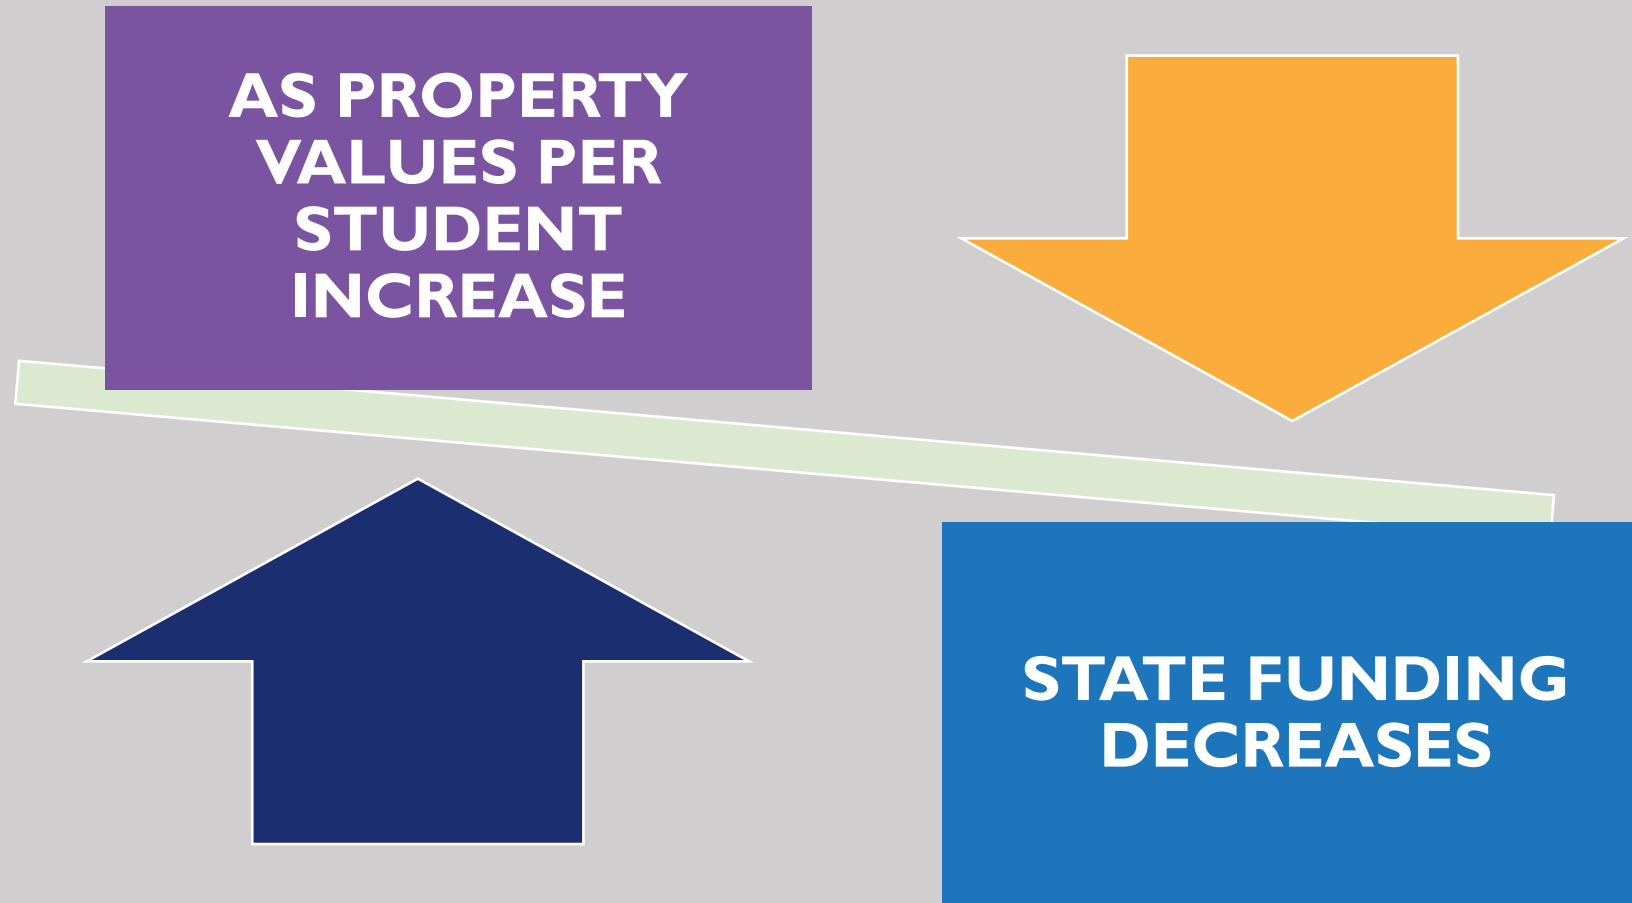 AS PROPERTY
VALUES PER
STUDENT
INCREASE
STATE FUNDING
DECREASES